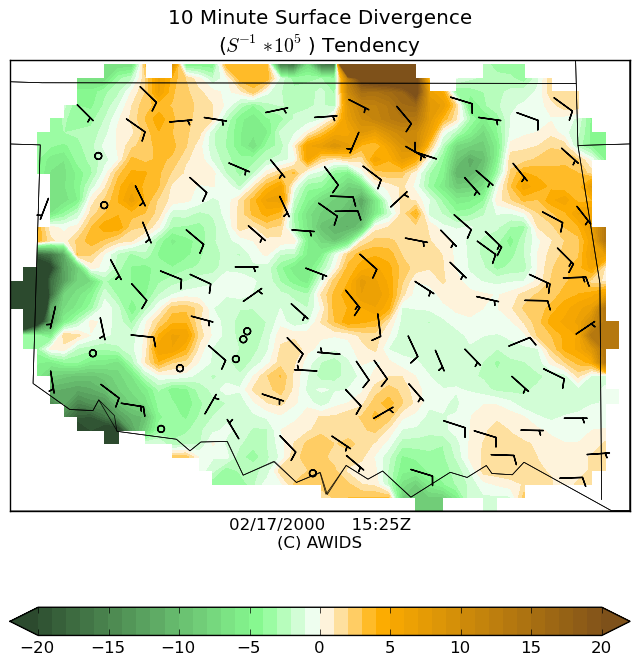 10 Minute Surface Divergence
(S⁻¹ * 10⁵ ) Tendency
02/17/2000 15:25Z
(C) AWIDS
−20 −15 −10 −5 0 5 10 15 20